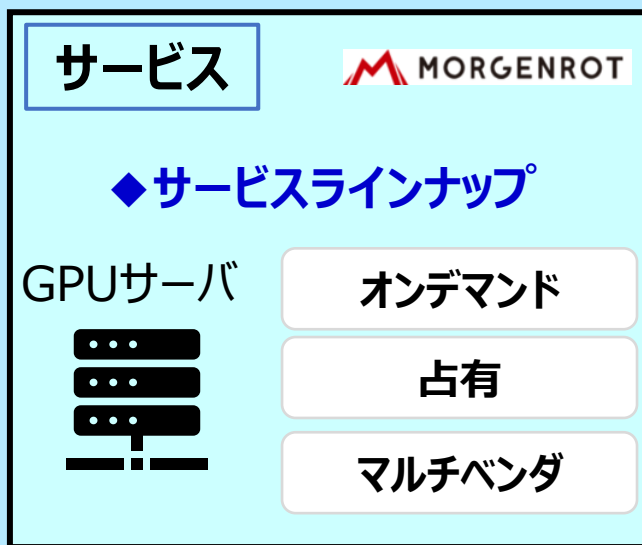 サービス
MORGENROT
◆サービスラインナップ
GPUサーバ
オンデマンド
占有
マルチベンダ